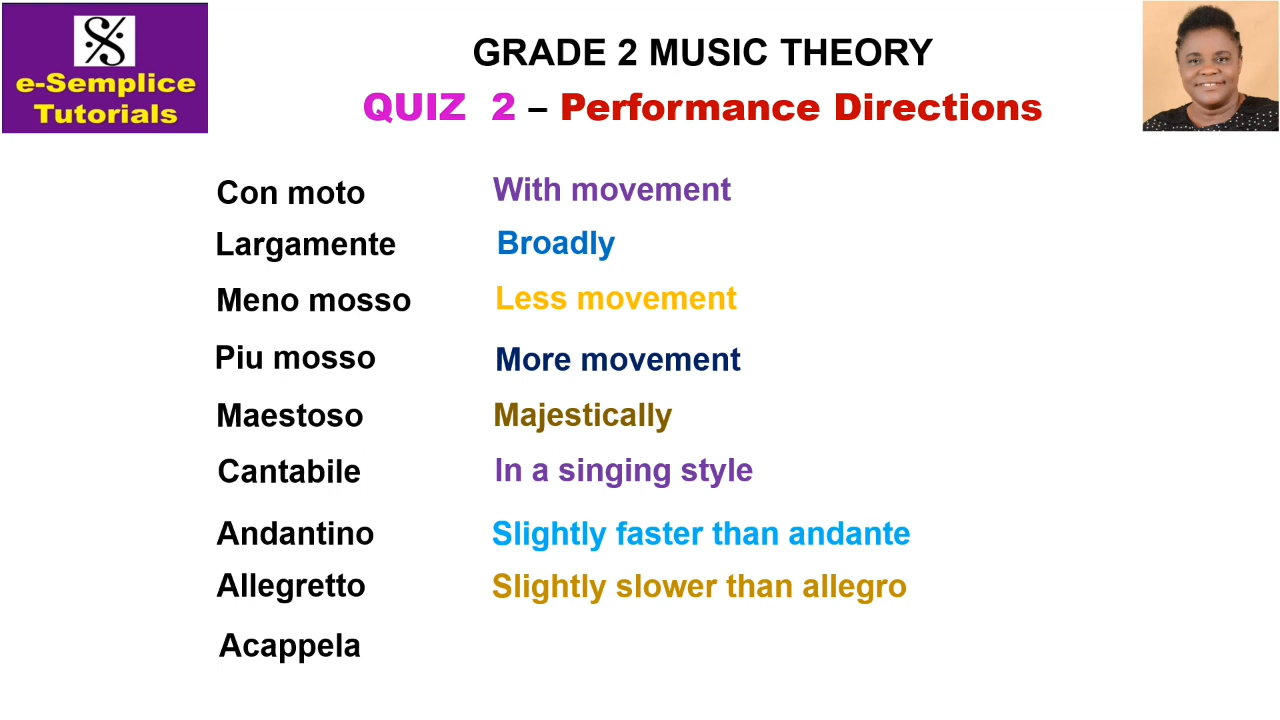 e-Semplice
Tutorials
GRADE 2 MUSIC THEORY
QUIZ 2 – Performance Directions
Con moto With movement
Largamente Broadly
Meno mosso Less movement
Piu mosso More movement
Maestoso Majestically
Cantabile In a singing style
Andantino Slightly faster than andante
Allegretto Slightly slower than allegro
Acappela